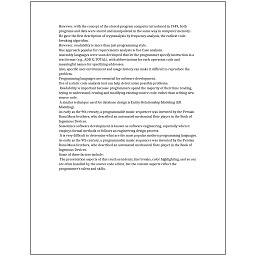 However, with the concept of the stored-program computer introduced in 1949, both
programs and data were stored and manipulated in the same way in computer memory.
He gave the first description of cryptanalysis by frequency analysis, the earliest code-
breaking algorithm.
However, readability is more than just programming style.
One approach popular for requirements analysis is Use Case analysis.
Assembly languages were soon developed that let the programmer specify instruction in a
text format (e.g., ADD X, TOTAL), with abbreviations for each operation code and
meaningful names for specifying addresses.
Also, specific user environment and usage history can make it difficult to reproduce the
problem.
Programming languages are essential for software development.
Use of a static code analysis tool can help detect some possible problems.
Readability is important because programmers spend the majority of their time reading,
trying to understand, reusing and modifying existing source code, rather than writing new
source code.
A similar technique used for database design is Entity-Relationship Modeling (ER
Modeling).
As early as the 9th century, a programmable music sequencer was invented by the Persian
Banu Musa brothers, who described an automated mechanical flute player in the Book of
Ingenious Devices.
Sometimes software development is known as software engineering, especially when it
employs formal methods or follows an engineering design process.
It is very difficult to determine what are the most popular modern programming languages.
As early as the 9th century, a programmable music sequencer was invented by the Persian
Banu Musa brothers, who described an automated mechanical flute player in the Book of
Ingenious Devices.
Some of these factors include:
The presentation aspects of this (such as indents, line breaks, color highlighting, and so on)
are often handled by the source code editor, but the content aspects reflect the
programmer's talent and skills.